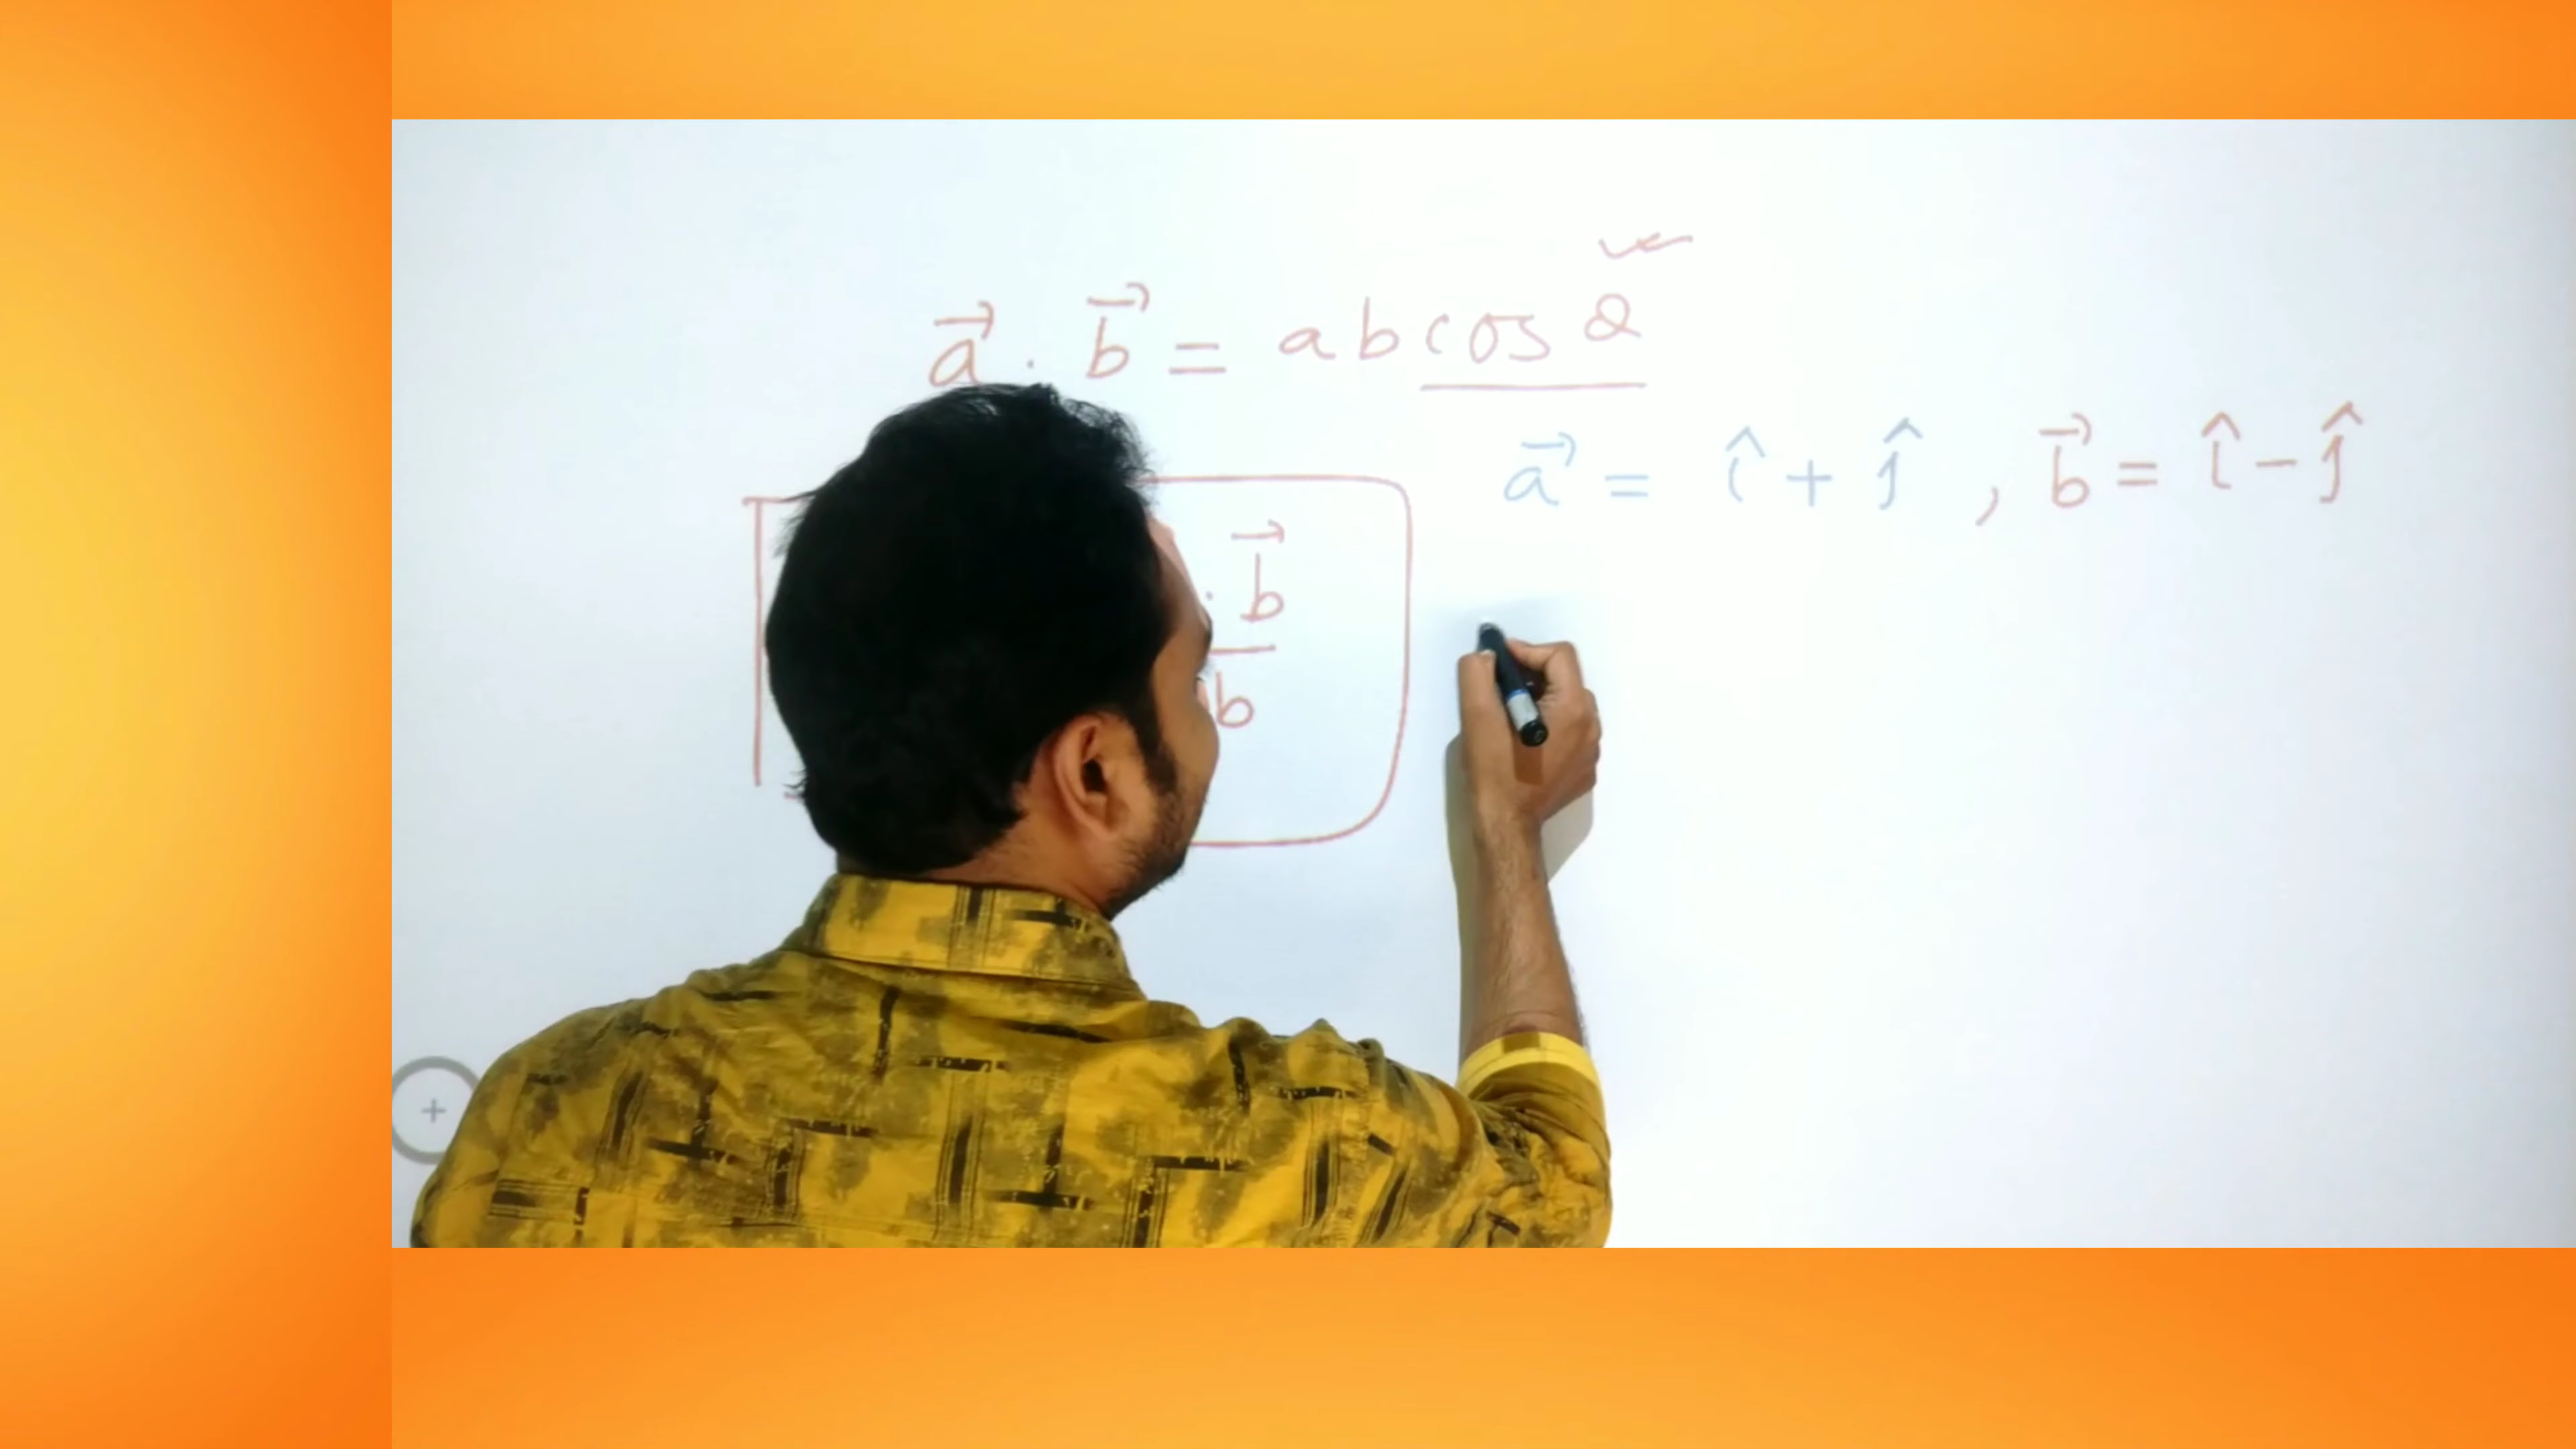 a⃗ . b⃗ = ab cos θ
a⃗ = î + ĵ , b⃗ = î - ĵ
. b⃗
b